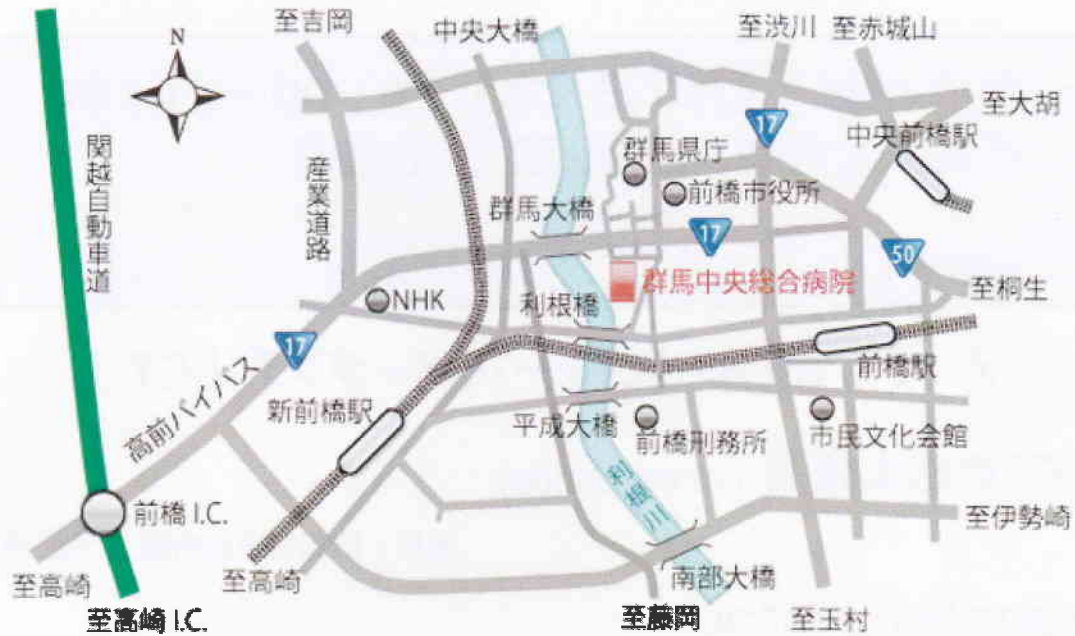 至吉岡
中央大橋
至渋川
至赤城山
N
至大胡
関越自動車道
産業道路
17
中央前橋駅
群馬県庁
前橋市役所
群馬大橋
17
50
群馬中央総合病院
至桐生
NHK
利根橋
17
前橋駅
高前バイパス
新前橋駅
平成大橋
前橋刑務所
市民文化会館
利根川
前橋 I.C.
至伊勢崎
至高崎
至高崎
南部大橋
至高崎 I.C.
至藤岡
至玉村